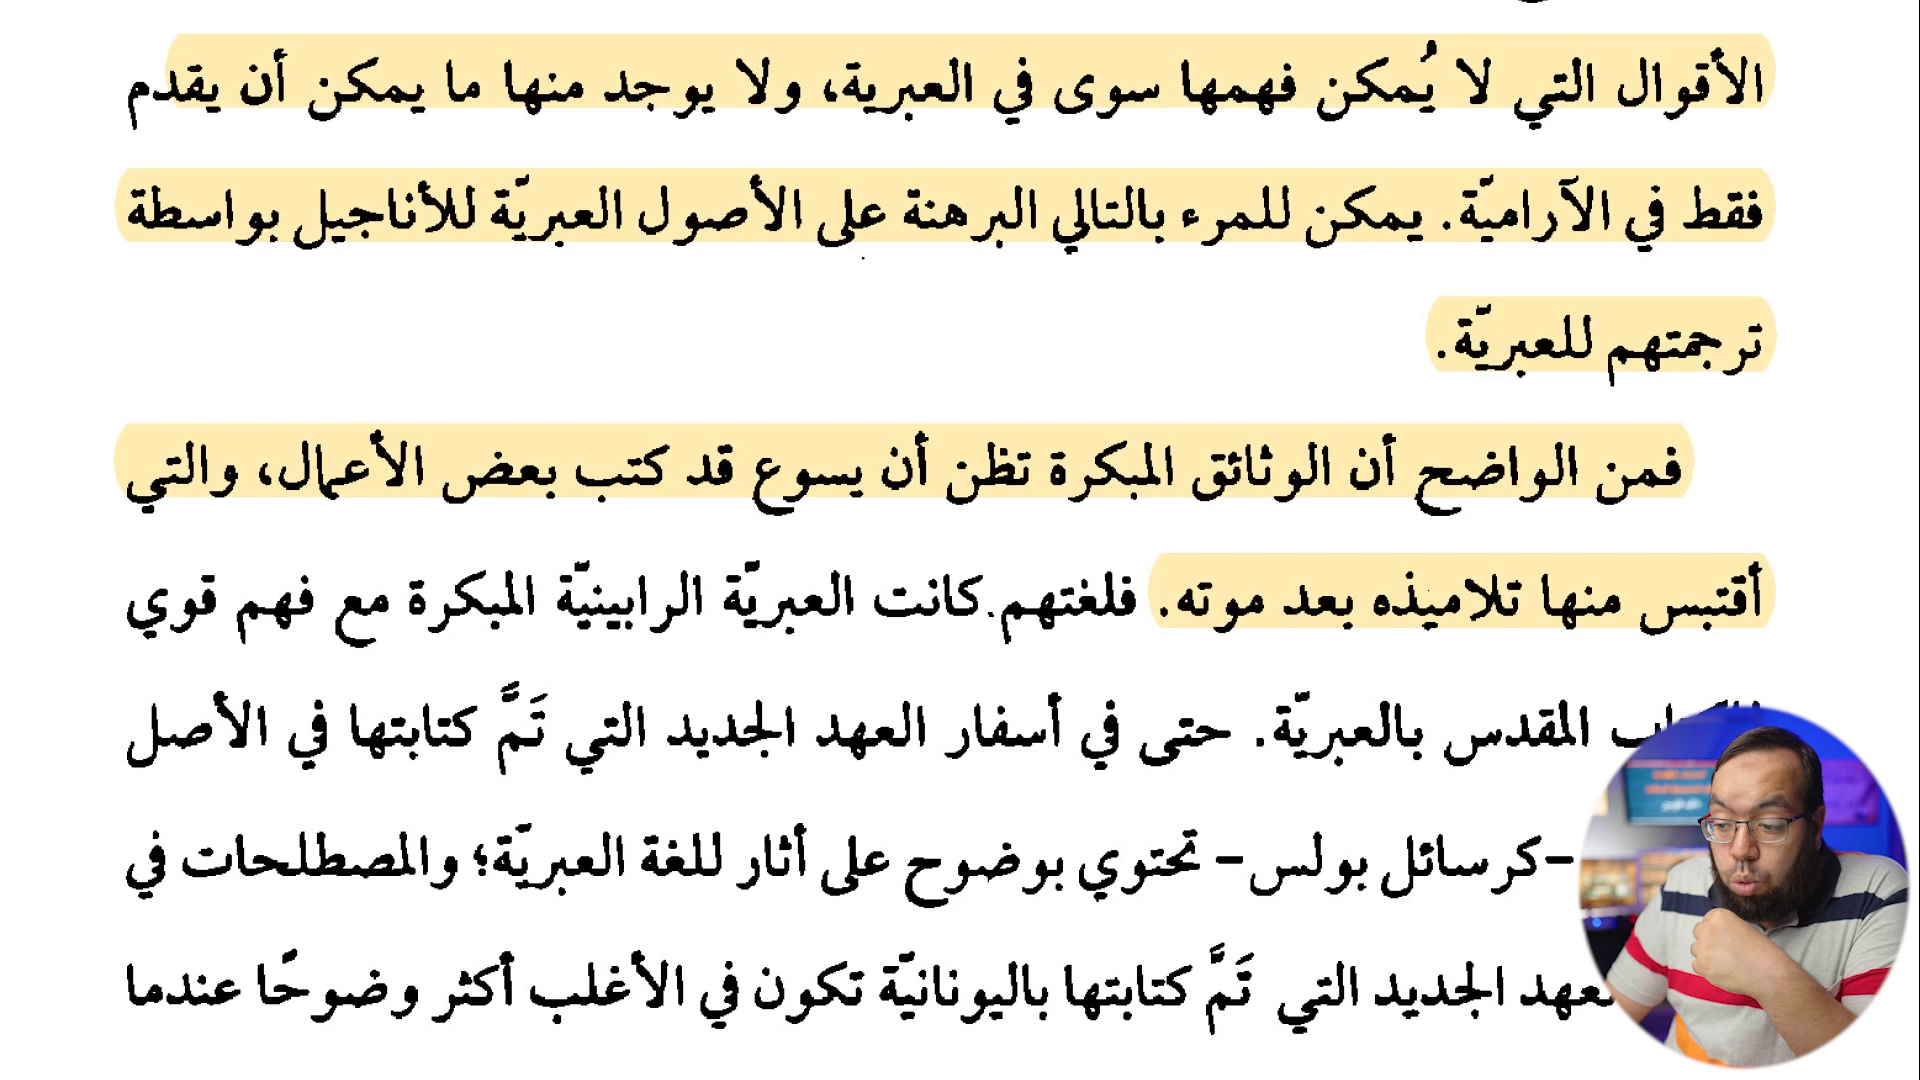 الأقوال التي لا يُمكن فهمها سوى في العبرية، ولا يوجد منها ما يمكن أن يقدم
فقط في الآراميّة. يمكن للمرء بالتالي البرهنة على الأصول العبريّة للأناجيل بواسطة
ترجمتهم للعبريّة.
فمن الواضح أن الوثائق المبكرة تظن أن يسوع قد كتب بعض الأعمال، والتي
أقتبس منها تلاميذه بعد موته. فلغتهم كانت العبريّة الرابينيّة المبكرة مع فهم قوي
المقدس بالعبريّة. حتى في أسفار العهد الجديد التي تَمَّ كتابتها في الأصل
-كرسائل بولس- تحتوي بوضوح على أثار للغة العبريّة؛ والمصطلحات في
الجديد التي تَمَّ كتابتها باليونانيّة تكون في الأغلب أكثر وضوحًا عندما